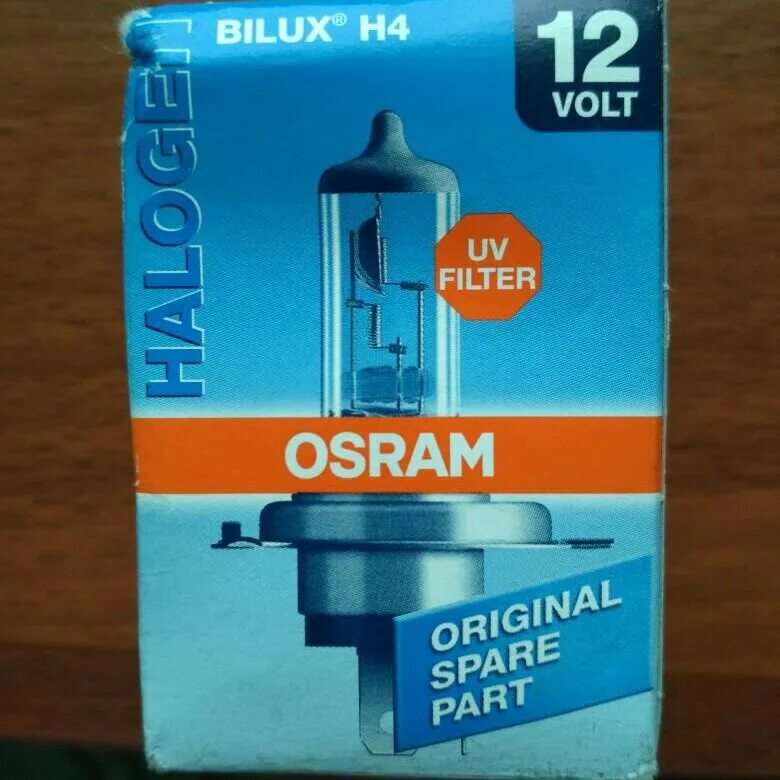 BILUX® H4
12
VOLT
HALOGEN
UV
FILTER
OSRAM
ORIGINAL
SPARE
PART